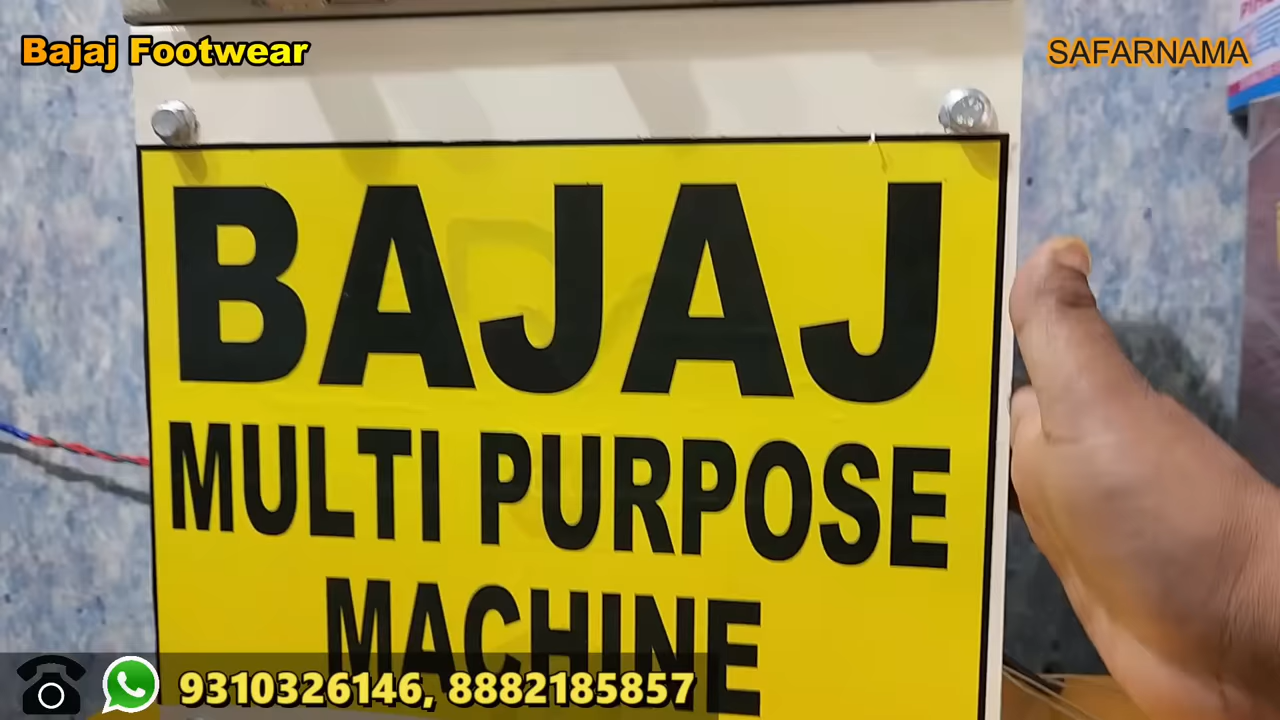 Bajaj Footwear
SAFARNAMA
BAJAJ
MULTI PURPOSE
MACHINE
9310326146, 8882185857